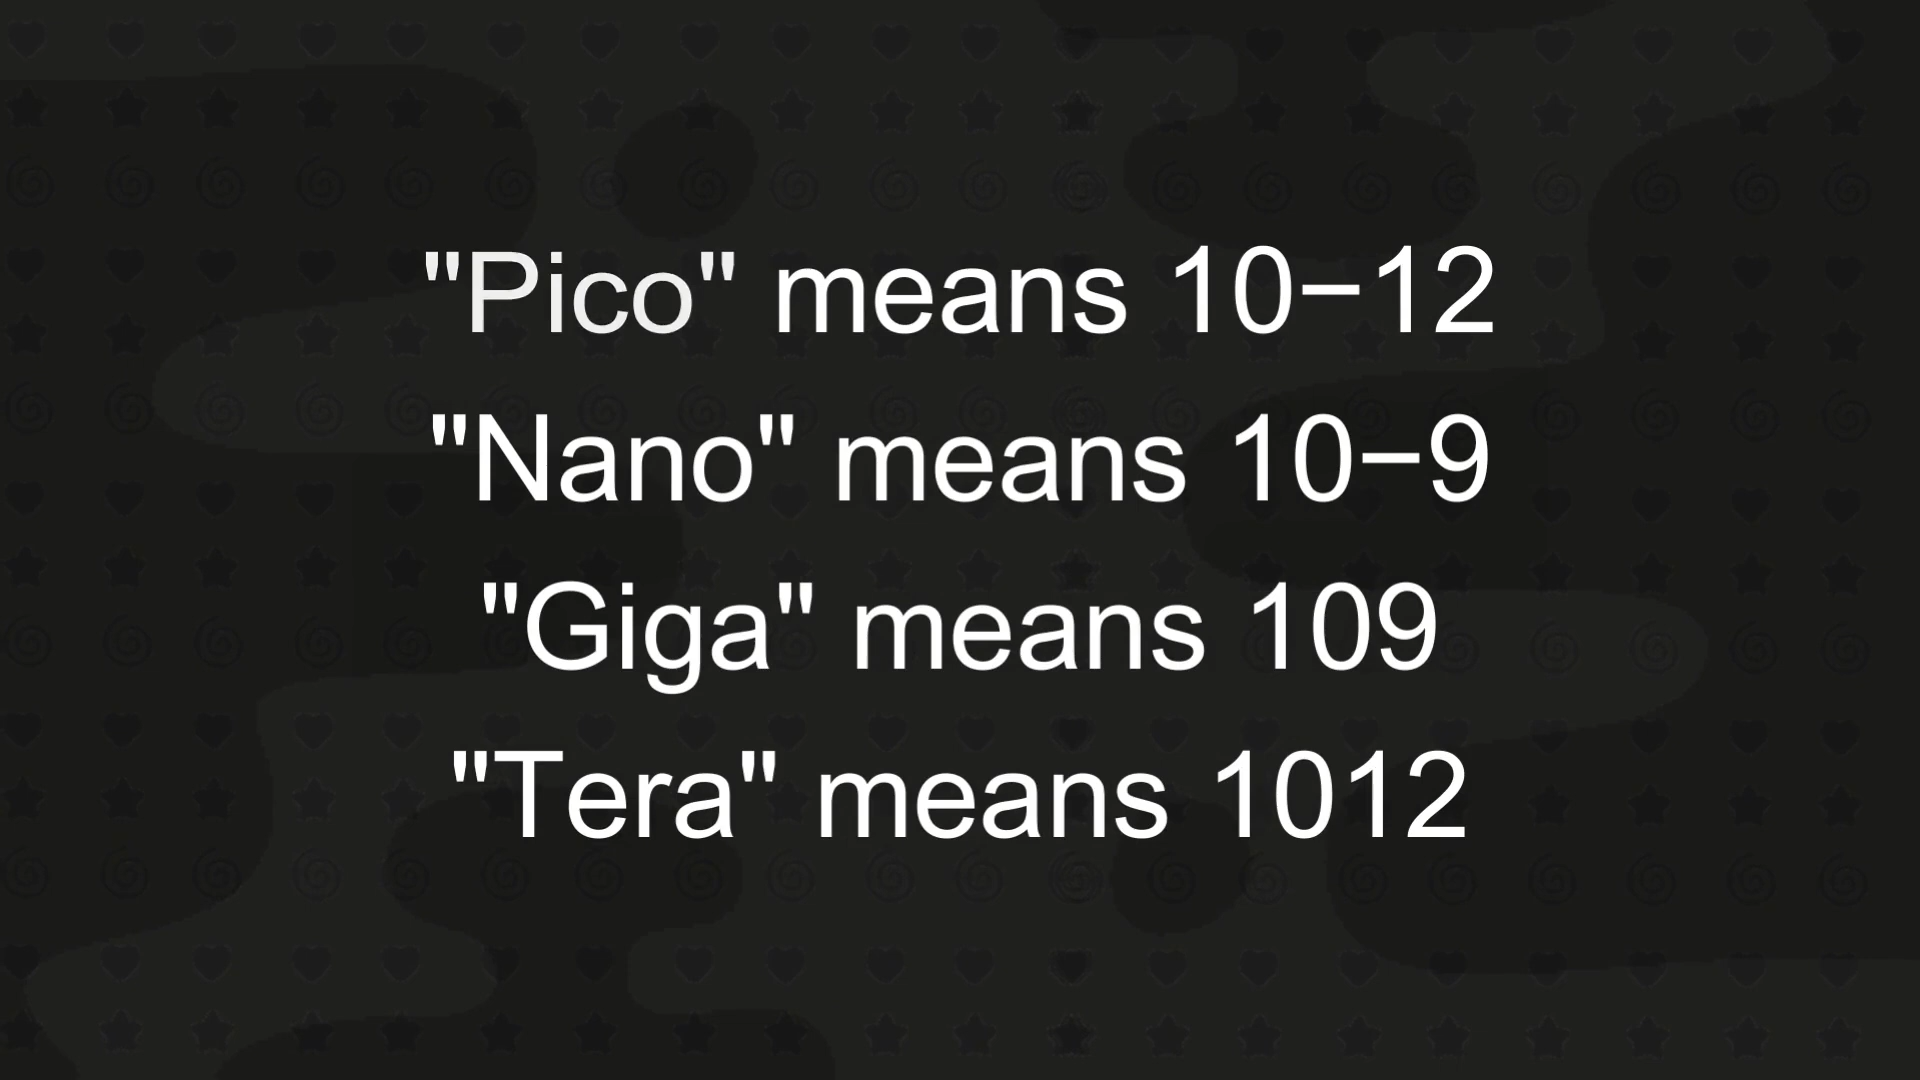 "Pico" means 10−12
"Nano" means 10−9
"Giga" means 109
"Tera" means 1012